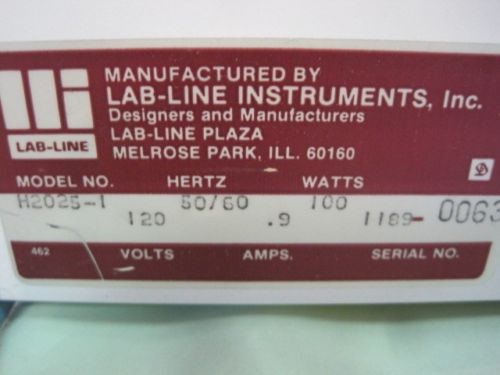 MANUFACTURED BY
LAB-LINE INSTRUMENTS, Inc.
Designers and Manufacturers
LAB-LINE PLAZA
MELROSE PARK, ILL. 60160
LAB-LINE
MODEL NO. HERTZ WATTS
H2025-1 50/60 100
120 .9 1189-0063
462 VOLTS AMPS. SERIAL NO.